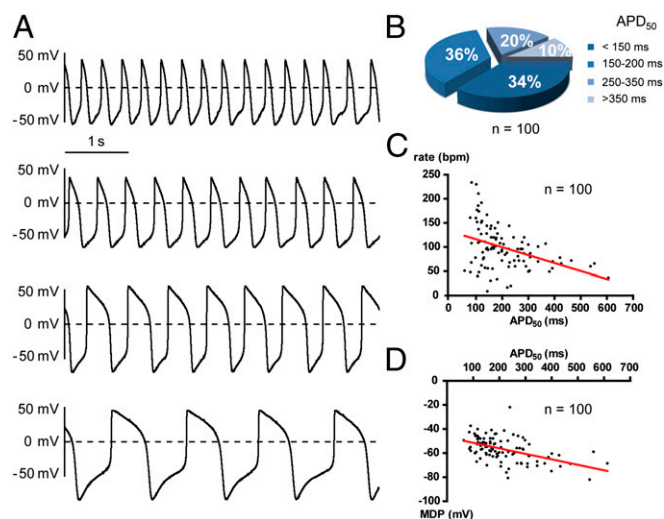 A
50 mV
0 mV
-50 mV
1 s
50 mV
0 mV
-50 mV
50 mV
0 mV
-50 mV
50 mV
0 mV
-50 mV
B
APD50
36%
20%
10%
34%
< 150 ms
150-200 ms
250-350 ms
>350 ms
n = 100
C
rate (bpm)
n = 100
250
200
150
100
50
0
0 100 200 300 400 500 600 700
APD50 (ms)
D
APD50 (ms)
100 200 300 400 500 600 700
0
-20
-40
-60
-80
-100
n = 100
MDP (mV)